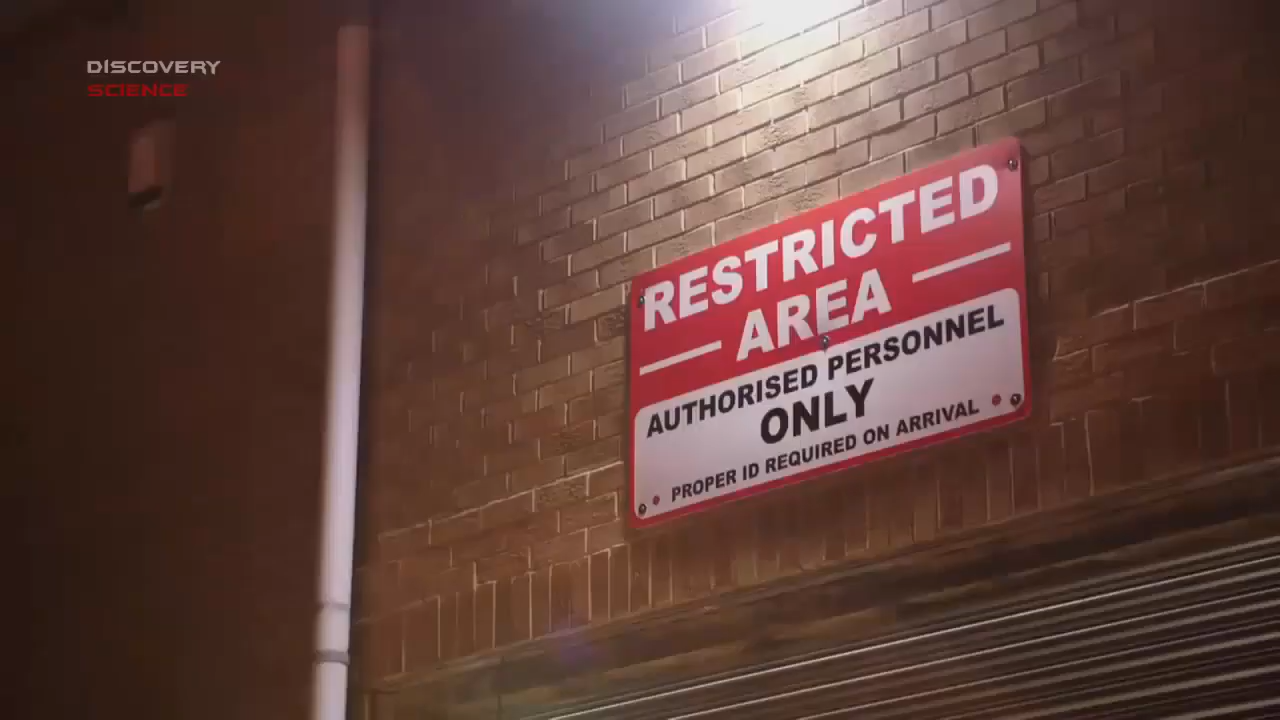 DISCOVERY
SCIENCE
RESTRICTED
AREA
AUTHORISED PERSONNEL
ONLY
PROPER ID REQUIRED ON ARRIVAL